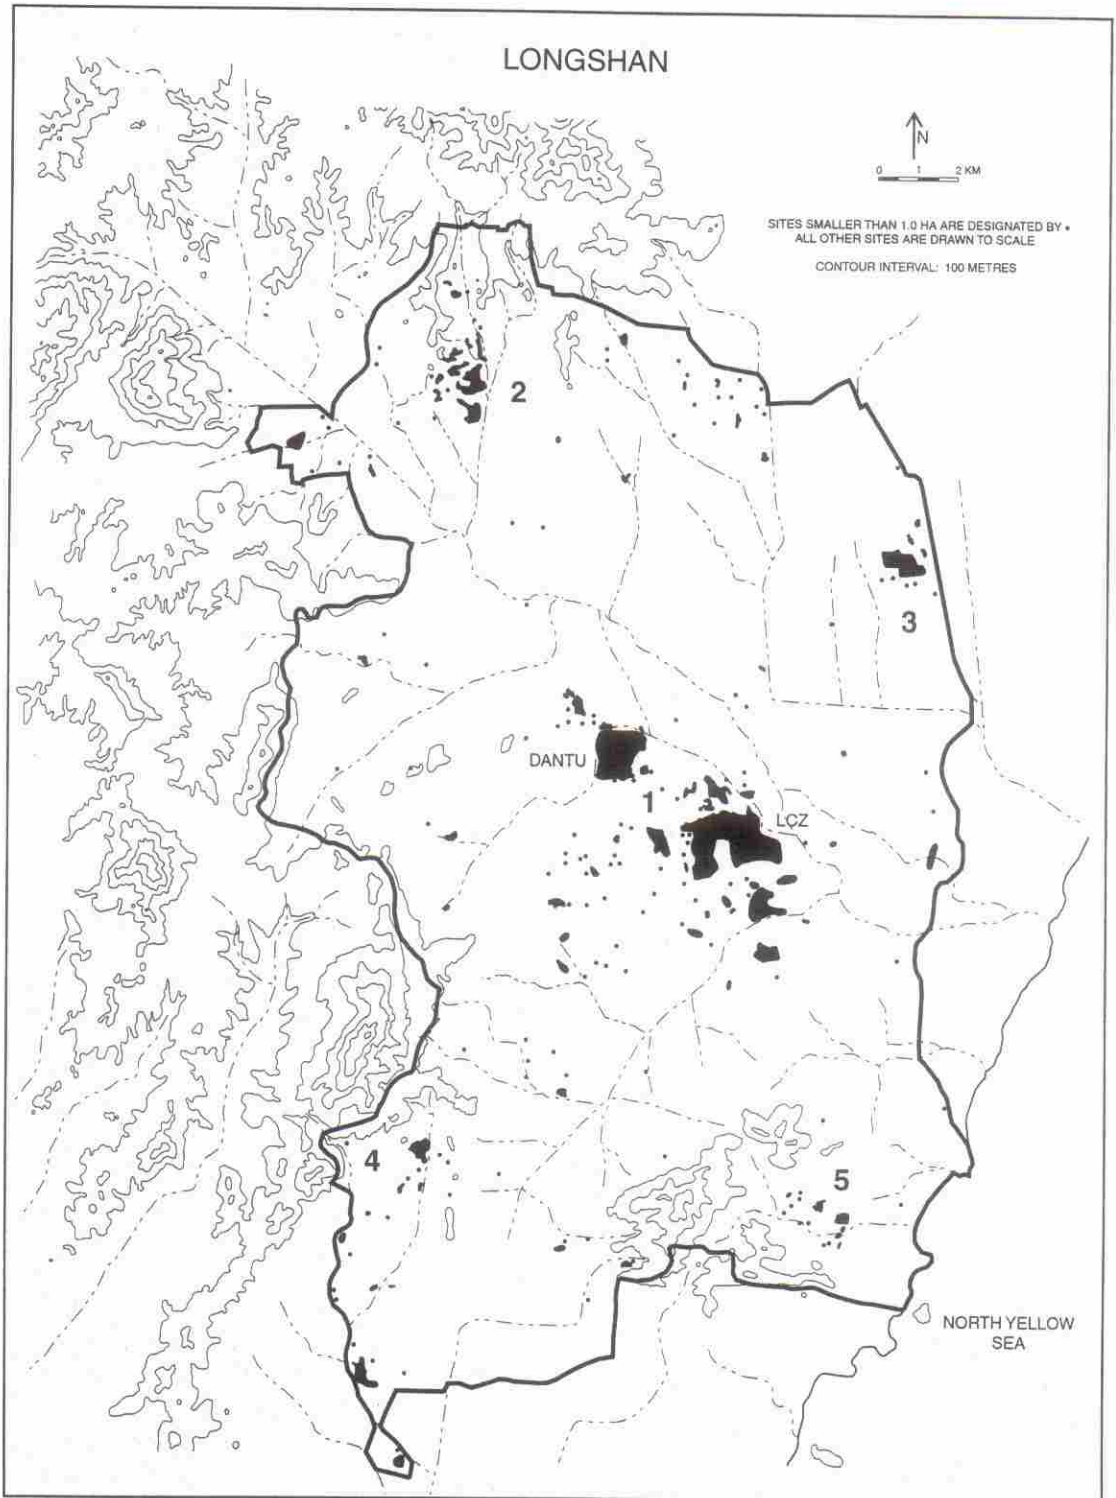 LONGSHAN
N
0 1 2 KM
SITES SMALLER THAN 1.0 HA ARE DESIGNATED BY •
ALL OTHER SITES ARE DRAWN TO SCALE
CONTOUR INTERVAL: 100 METRES
2
3
DANTU
1
LCZ
4
5
NORTH YELLOW
SEA